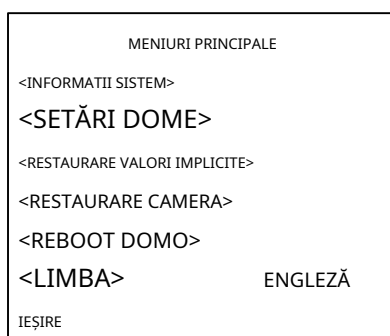 MENIURI PRINCIPALE
<INFORMATII SISTEM>
<SETĂRI DOME>
<RESTAURARE VALORI IMPLICITE>
<RESTAURARE CAMERA>
<REBOOT DOMO>
<LIMBA> ENGLEZĂ
IEȘIRE